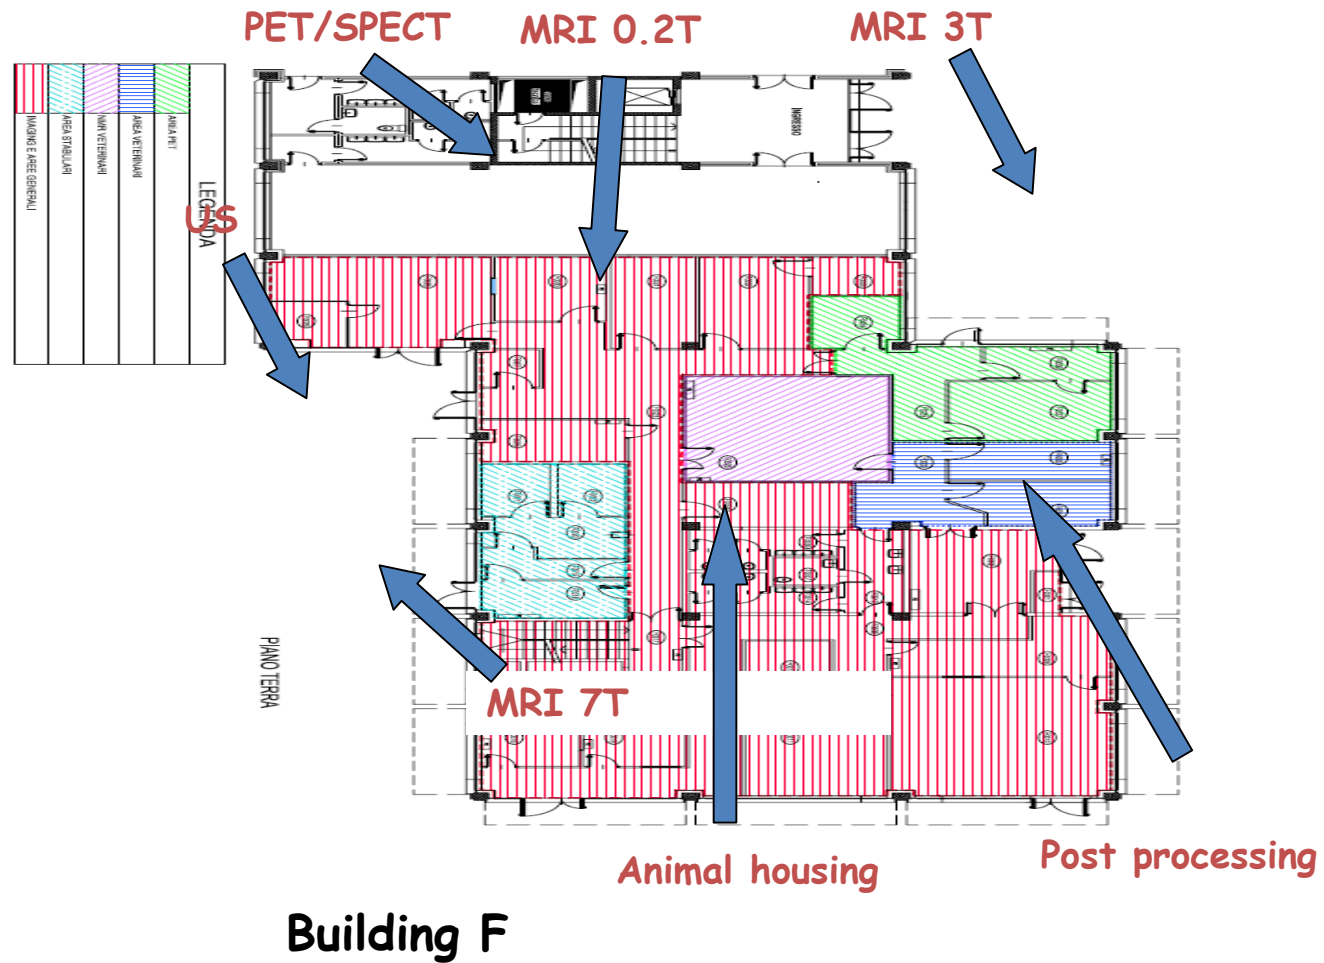 PET/SPECT
MRI 0.2T
MRI 3T
INGRESSO
LEGENDA
AREA PET
AREA VETERINARI
NMR VETERINARI
AREA STABULARI
IMAGING E AREE GENERALI
US
PIANO TERRA
MRI 7T
Animal housing
Post processing
Building F